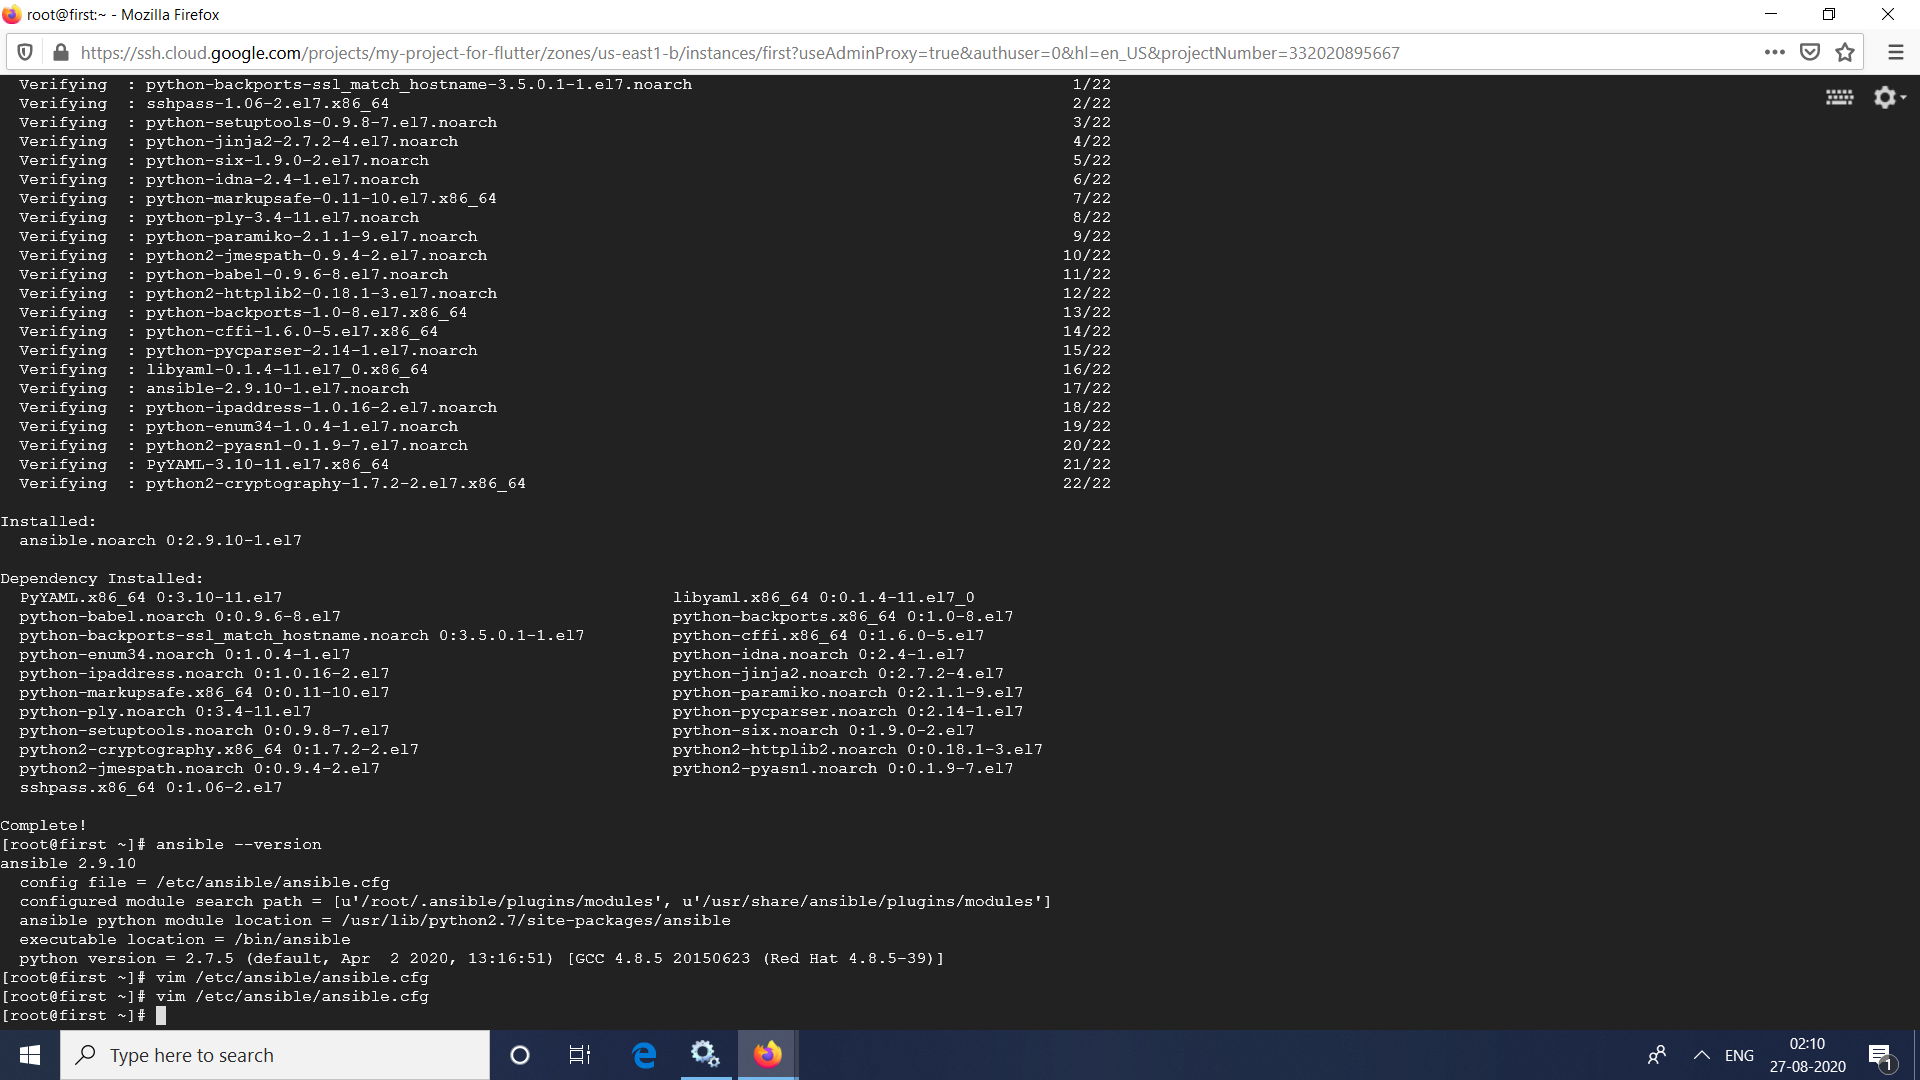 root@first:~ - Mozilla Firefox
https://ssh.cloud.google.com/projects/my-project-for-flutter/zones/us-east1-b/instances/first?useAdminProxy=true&authuser=0&hl=en_US&projectNumber=332020895667
Verifying : python-backports-ssl_match_hostname-3.5.0.1-1.el7.noarch 1/22
Verifying : sshpass-1.06-2.el7.x86_64 2/22
Verifying : python-setuptools-0.9.8-7.el7.noarch 3/22
Verifying : python-jinja2-2.7.2-4.el7.noarch 4/22
Verifying : python-six-1.9.0-2.el7.noarch 5/22
Verifying : python-idna-2.4-1.el7.noarch 6/22
Verifying : python-markupsafe-0.11-10.el7.x86_64 7/22
Verifying : python-ply-3.4-11.el7.noarch 8/22
Verifying : python-paramiko-2.1.1-9.el7.noarch 9/22
Verifying : python2-jmespath-0.9.4-2.el7.noarch 10/22
Verifying : python-babel-0.9.6-8.el7.noarch 11/22
Verifying : python2-httplib2-0.18.1-3.el7.noarch 12/22
Verifying : python-backports-1.0-8.el7.x86_64 13/22
Verifying : python-cffi-1.6.0-5.el7.x86_64 14/22
Verifying : python-pycparser-2.14-1.el7.noarch 15/22
Verifying : libyaml-0.1.4-11.el7_0.x86_64 16/22
Verifying : ansible-2.9.10-1.el7.noarch 17/22
Verifying : python-ipaddress-1.0.16-2.el7.noarch 18/22
Verifying : python-enum34-1.0.4-1.el7.noarch 19/22
Verifying : python2-pyasn1-0.1.9-7.el7.noarch 20/22
Verifying : PyYAML-3.10-11.el7.x86_64 21/22
Verifying : python2-cryptography-1.7.2-2.el7.x86_64 22/22
Installed:
ansible.noarch 0:2.9.10-1.el7
Dependency Installed:
PyYAML.x86_64 0:3.10-11.el7 libyaml.x86_64 0:0.1.4-11.el7_0
python-babel.noarch 0:0.9.6-8.el7 python-backports.x86_64 0:1.0-8.el7
python-backports-ssl_match_hostname.noarch 0:3.5.0.1-1.el7 python-cffi.x86_64 0:1.6.0-5.el7
python-enum34.noarch 0:1.0.4-1.el7 python-idna.noarch 0:2.4-1.el7
python-ipaddress.noarch 0:1.0.16-2.el7 python-jinja2.noarch 0:2.7.2-4.el7
python-markupsafe.x86_64 0:0.11-10.el7 python-paramiko.noarch 0:2.1.1-9.el7
python-ply.noarch 0:3.4-11.el7 python-pycparser.noarch 0:2.14-1.el7
python-setuptools.noarch 0:0.9.8-7.el7 python-six.noarch 0:1.9.0-2.el7
python2-cryptography.x86_64 0:1.7.2-2.el7 python2-httplib2.noarch 0:0.18.1-3.el7
python2-jmespath.noarch 0:0.9.4-2.el7 python2-pyasn1.noarch 0:0.1.9-7.el7
sshpass.x86_64 0:1.06-2.el7
Complete!
[root@first ~]# ansible --version
ansible 2.9.10
config file = /etc/ansible/ansible.cfg
configured module search path = [u'/root/.ansible/plugins/modules', u'/usr/share/ansible/plugins/modules']
ansible python module location = /usr/lib/python2.7/site-packages/ansible
executable location = /bin/ansible
python version = 2.7.5 (default, Apr  2 2020, 13:16:51) [GCC 4.8.5 20150623 (Red Hat 4.8.5-39)]
[root@first ~]# vim /etc/ansible/ansible.cfg
[root@first ~]# vim /etc/ansible/ansible.cfg
[root@first ~]#
Type here to search
ENG
02:10
27-08-2020
1